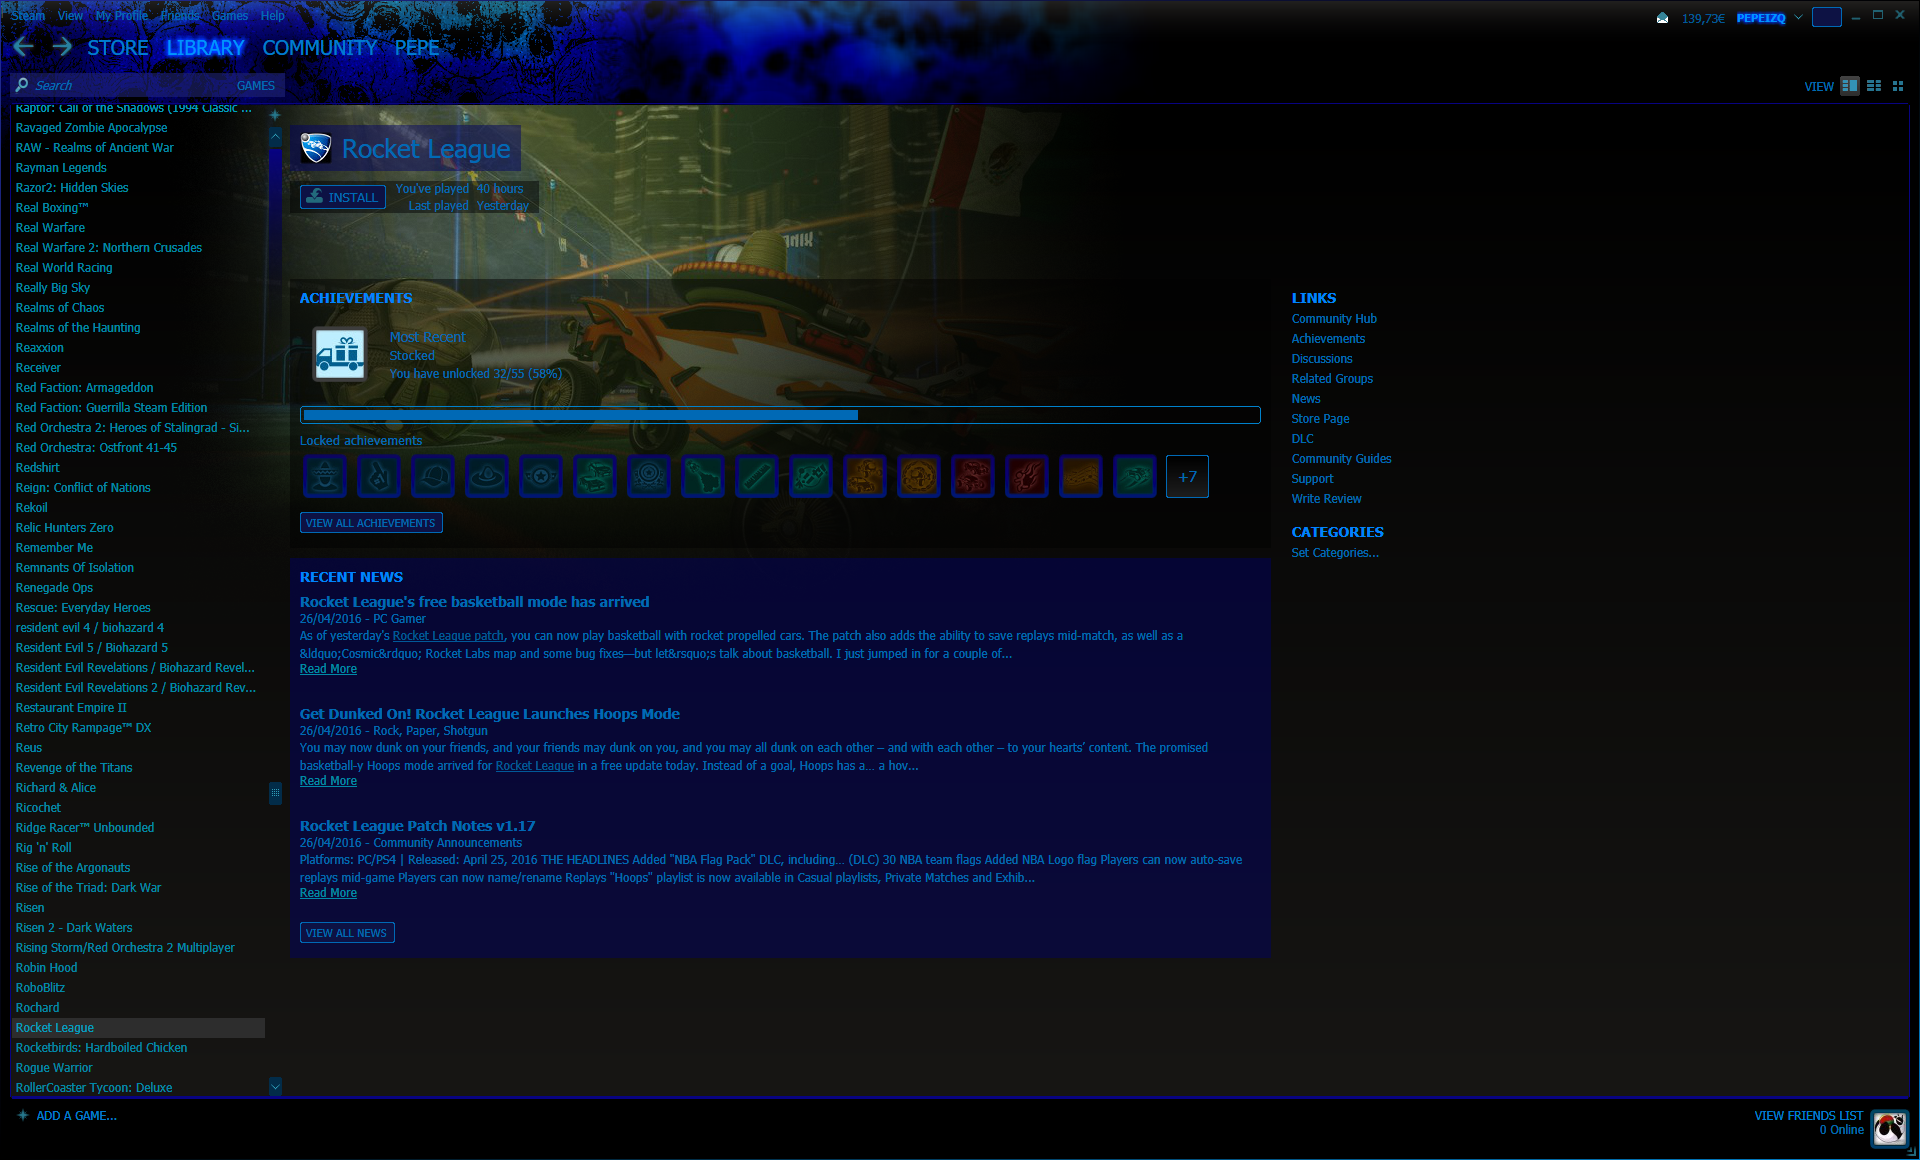 Steam View My Profile Friends Games Help
139,73€ PEPEIZQ
STORE LIBRARY COMMUNITY PEPE
Search GAMES
VIEW
Raptor: Call of the Shadows (1994 Classic ...
Ravaged Zombie Apocalypse
RAW - Realms of Ancient War
Rayman Legends
Razor2: Hidden Skies
Real Boxing™
Real Warfare
Real Warfare 2: Northern Crusades
Real World Racing
Really Big Sky
Realms of Chaos
Realms of the Haunting
Reaxxion
Receiver
Red Faction: Armageddon
Red Faction: Guerrilla Steam Edition
Red Orchestra 2: Heroes of Stalingrad - Si...
Red Orchestra: Ostfront 41-45
Redshirt
Reign: Conflict of Nations
Rekoil
Relic Hunters Zero
Remember Me
Remnants Of Isolation
Renegade Ops
Rescue: Everyday Heroes
resident evil 4 / biohazard 4
Resident Evil 5 / Biohazard 5
Resident Evil Revelations / Biohazard Revel...
Resident Evil Revelations 2 / Biohazard Rev...
Restaurant Empire II
Retro City Rampage™ DX
Reus
Revenge of the Titans
Richard & Alice
Ricochet
Ridge Racer™ Unbounded
Rig 'n' Roll
Rise of the Argonauts
Rise of the Triad: Dark War
Risen
Risen 2 - Dark Waters
Rising Storm/Red Orchestra 2 Multiplayer
Robin Hood
RoboBlitz
Rochard
Rocket League
Rocketbirds: Hardboiled Chicken
Rogue Warrior
RollerCoaster Tycoon: Deluxe
ADD A GAME...
Rocket League
INSTALL
You've played 40 hours
Last played Yesterday
ACHIEVEMENTS
Most Recent
Stocked
You have unlocked 32/55 (58%)
Locked achievements
+7
VIEW ALL ACHIEVEMENTS
RECENT NEWS
Rocket League's free basketball mode has arrived
26/04/2016 - PC Gamer
As of yesterday's Rocket League patch, you can now play basketball with rocket propelled cars. The patch also adds the ability to save replays mid-match, as well as a
&ldquo;Cosmic&rdquo; Rocket Labs map and some bug fixes—but let&rsquo;s talk about basketball. I just jumped in for a couple of...
Read More
Get Dunked On! Rocket League Launches Hoops Mode
26/04/2016 - Rock, Paper, Shotgun
You may now dunk on your friends, and your friends may dunk on you, and you may all dunk on each other – and with each other – to your hearts’ content. The promised
basketball-y Hoops mode arrived for Rocket League in a free update today. Instead of a goal, Hoops has a… a hov...
Read More
Rocket League Patch Notes v1.17
26/04/2016 - Community Announcements
Platforms: PC/PS4 | Released: April 25, 2016 THE HEADLINES Added "NBA Flag Pack" DLC, including… (DLC) 30 NBA team flags Added NBA Logo flag Players can now auto-save
replays mid-game Players can now name/rename Replays "Hoops" playlist is now available in Casual playlists, Private Matches and Exhib...
Read More
VIEW ALL NEWS
LINKS
Community Hub
Achievements
Discussions
Related Groups
News
Store Page
DLC
Community Guides
Support
Write Review
CATEGORIES
Set Categories...
VIEW FRIENDS LIST
0 Online